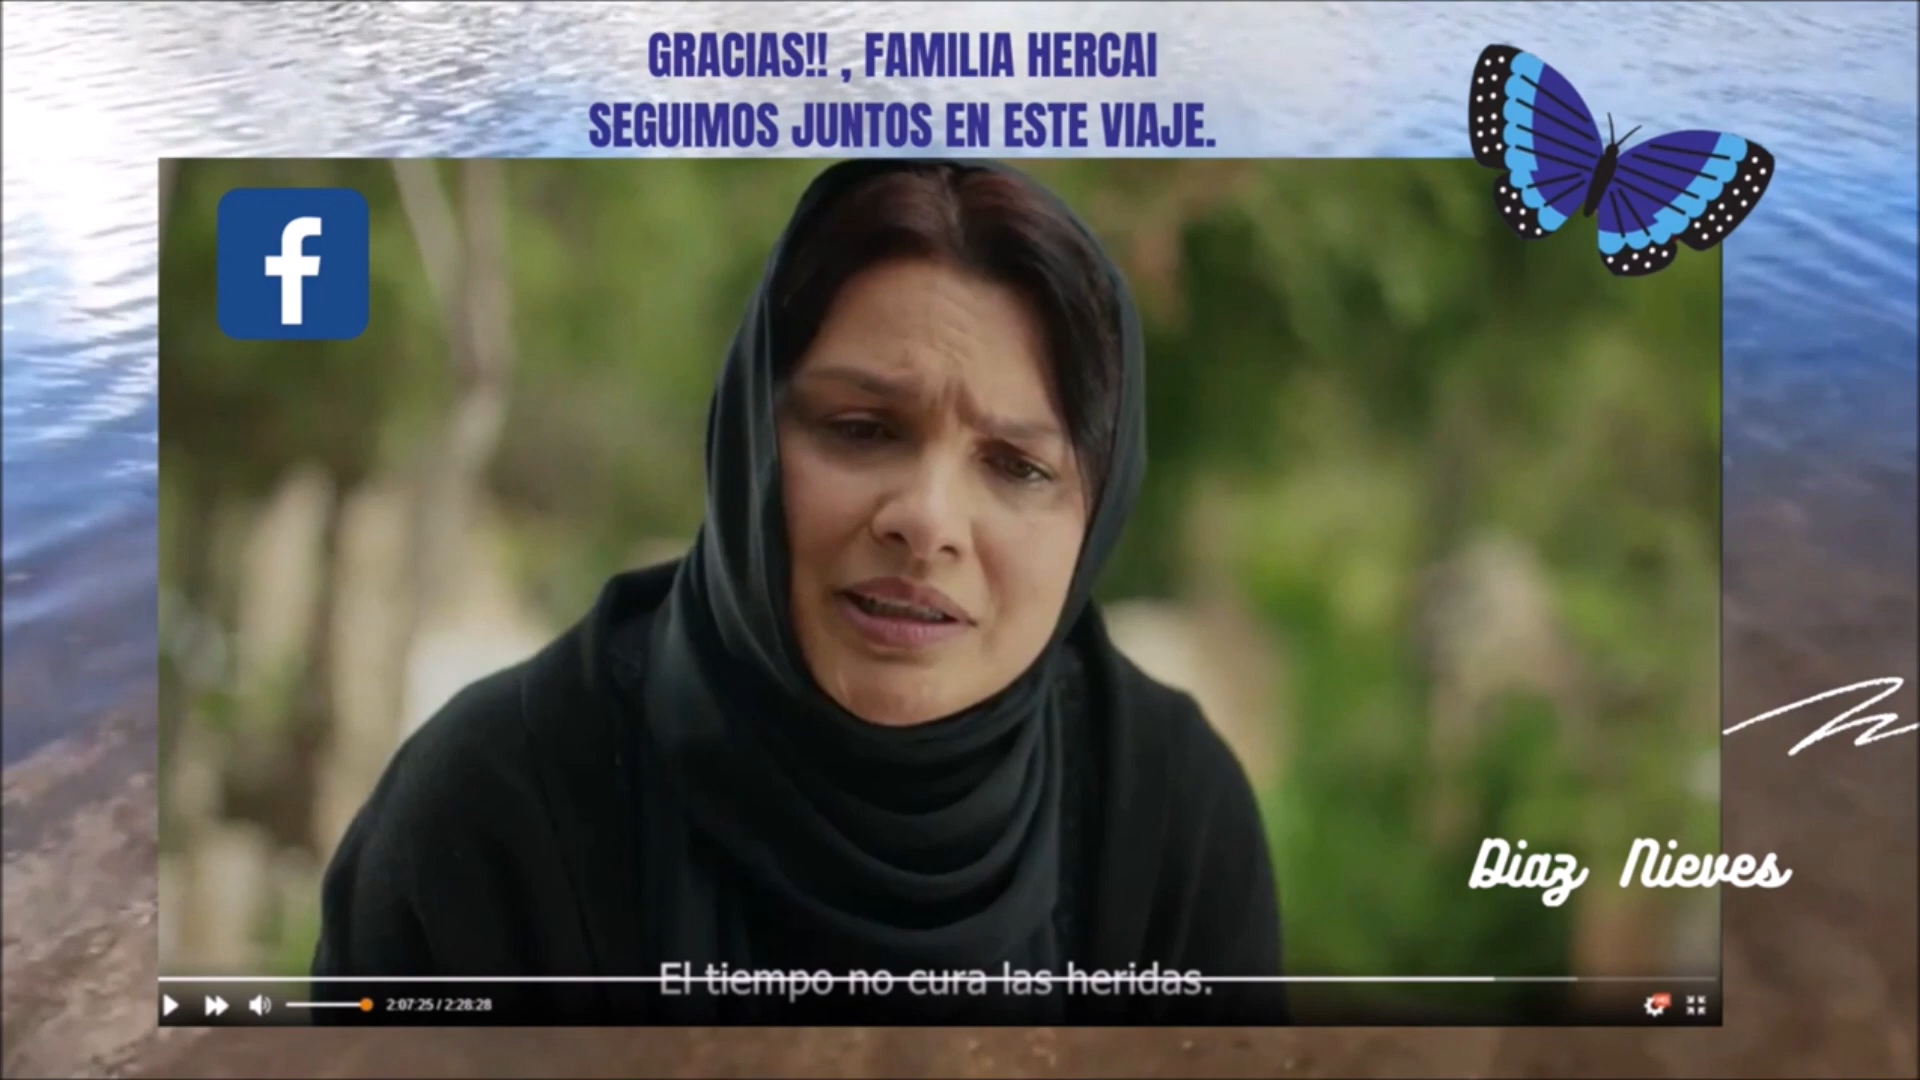 GRACIAS!! , FAMILIA HERCAI
SEGUIMOS JUNTOS EN ESTE VIAJE.
f
Diaz Nieves
El tiempo no cura las heridas.
2:07:25 / 2:28:28